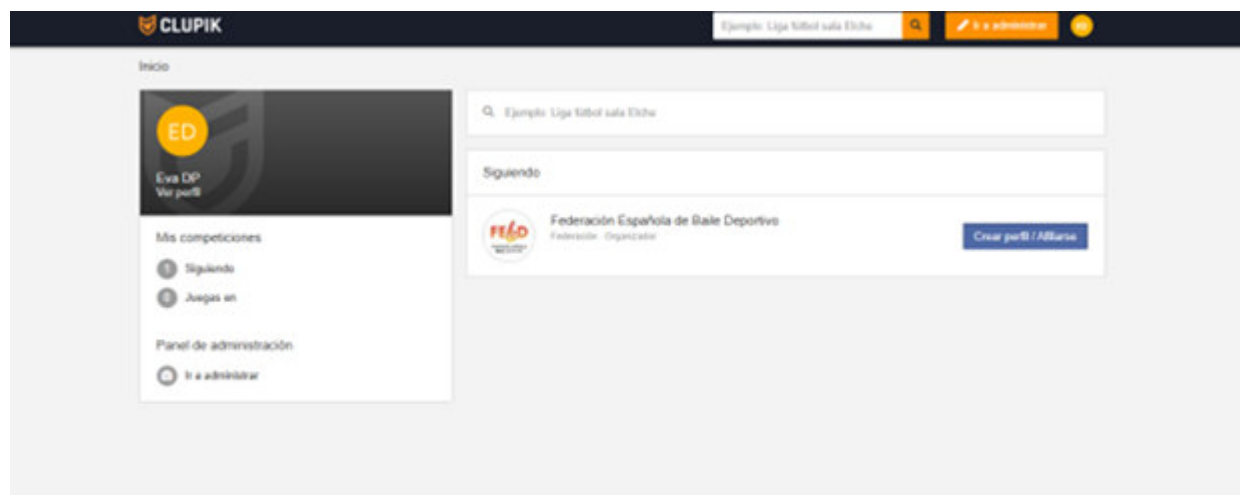 CLUPIK
Ejemplo: Liga fútbol sala Elche
Ir a administrar
Inicio
ED
Eva DP
Ver perfil
Mis competiciones
1 Siguiendo
0 Juegas en
Panel de administración
Ir a administrar
Ejemplo: Liga fútbol sala Elche
Siguiendo
Federación Española de Baile Deportivo
Federación · Organizador
Crear perfil / Afiliarse